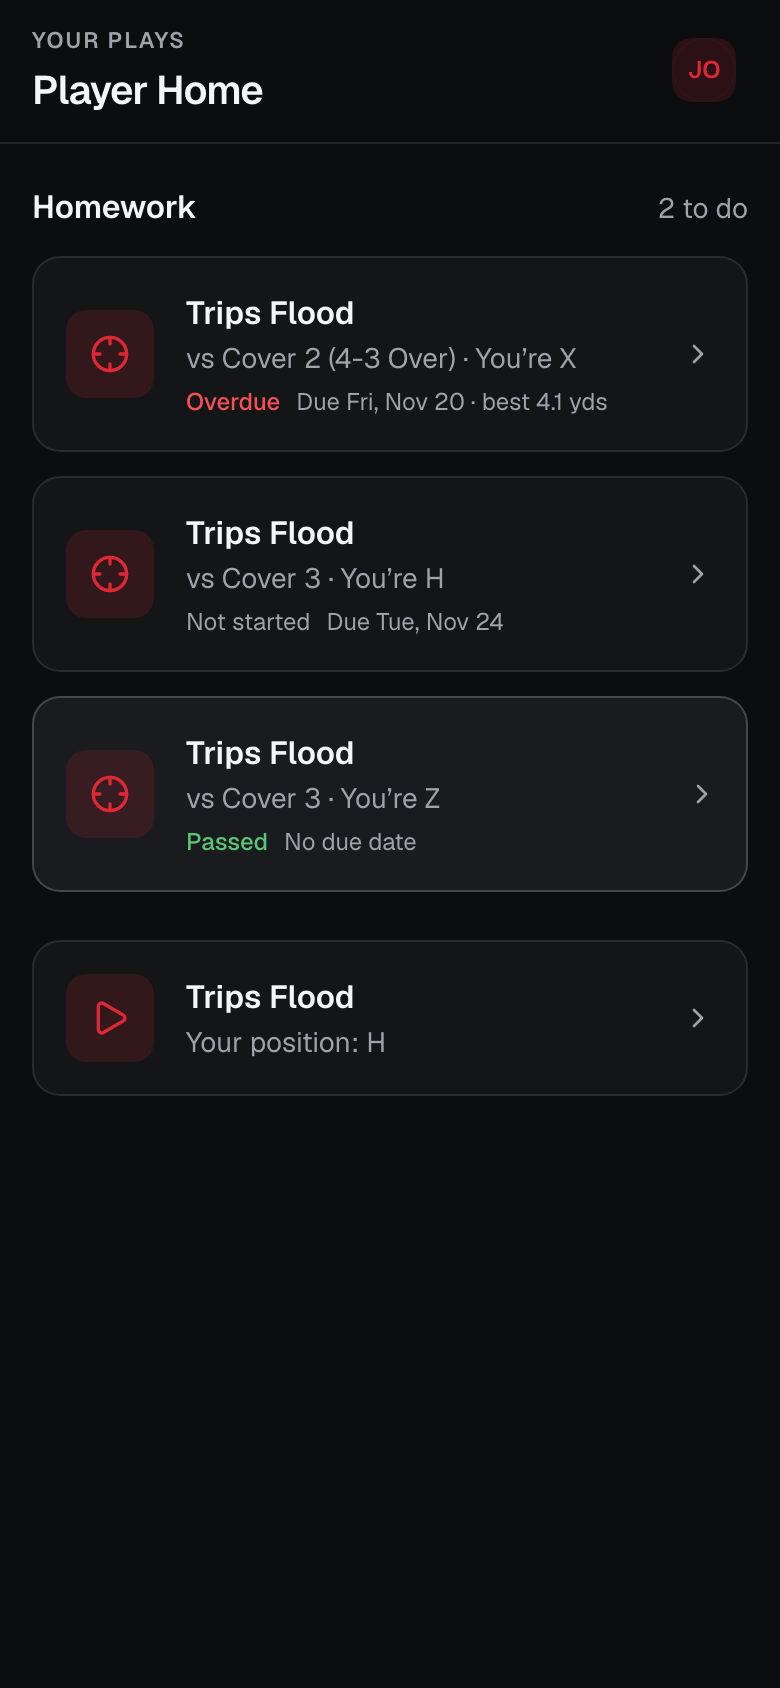 YOUR PLAYS
Player Home
JO
Homework
2 to do
Trips Flood
vs Cover 2 (4-3 Over) · You’re X
Overdue Due Fri, Nov 20 · best 4.1 yds
Trips Flood
vs Cover 3 · You’re H
Not started Due Tue, Nov 24
Trips Flood
vs Cover 3 · You’re Z
Passed No due date
Trips Flood
Your position: H